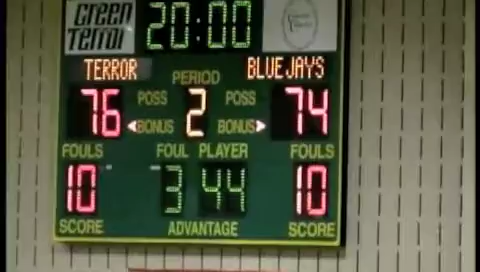 Green
Terror
20:00
TERROR
BLUEJAYS
PERIOD
76 POSS 2 POSS 74
BONUS BONUS
FOULS FOUL PLAYER FOULS
10 3 44 10
SCORE ADVANTAGE SCORE